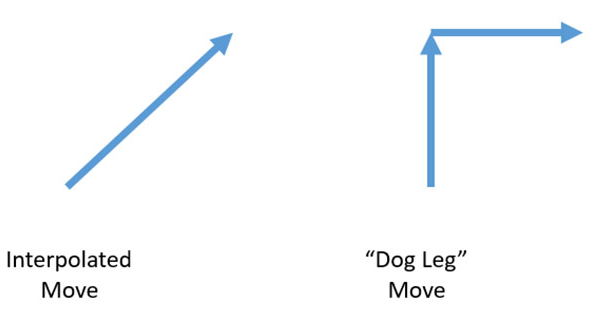 Interpolated
Move
“Dog Leg”
Move